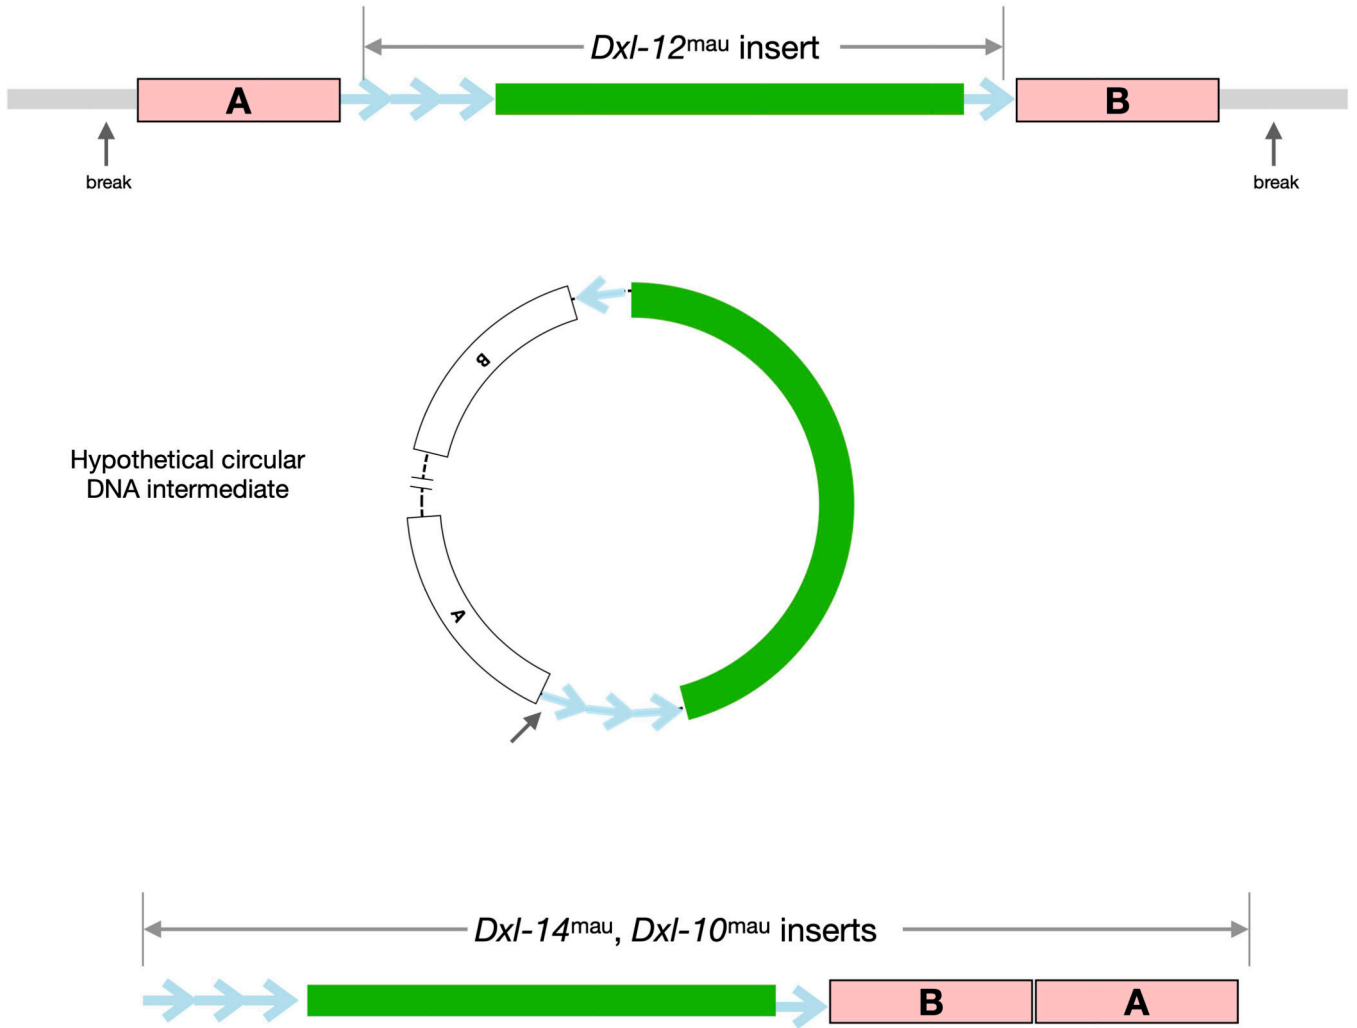 Dxl-12mau insert
A
B
break
break
B
Hypothetical circular
DNA intermediate
A
Dxl-14mau, Dxl-10mau inserts
B
A